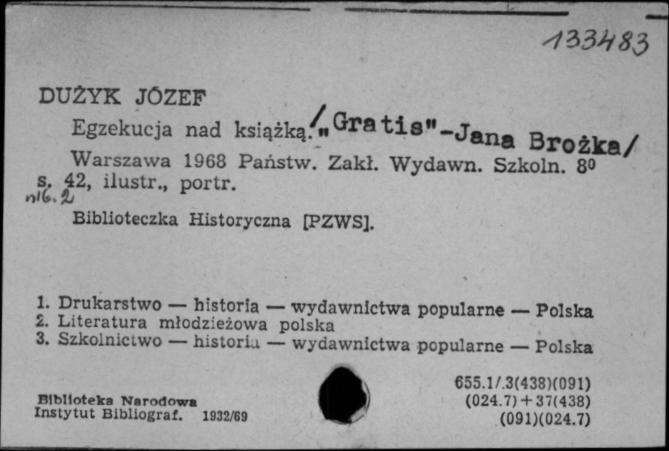 133483
DUŻYK JÓZEF
Egzekucja nad książką./„Gratis"-Jana Brożka/
Warszawa 1968 Państw. Zakł. Wydawn. Szkoln. 8⁰
s. 42, ilustr., portr.
nlb. 2
Biblioteczka Historyczna [PZWS].
1. Drukarstwo — historia — wydawnictwa popularne — Polska
2. Literatura młodzieżowa polska
3. Szkolnictwo — historia — wydawnictwa popularne — Polska
655.1/.3(438)(091)
Biblioteka Narodowa (024.7)+37(438)
Instytut Bibliograf. 1932/69 (091)(024.7)